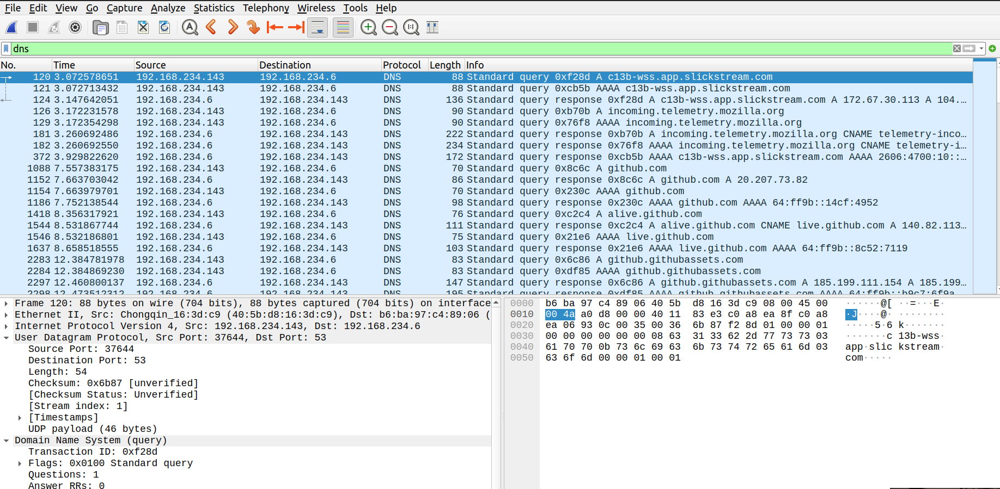 File Edit View Go Capture Analyze Statistics Telephony Wireless Tools Help
dns
No. Time Source Destination Protocol Length Info
120 3.072578651 192.168.234.143 192.168.234.6 DNS 88 Standard query 0xf28d A c13b-wss.app.slickstream.com
121 3.072713432 192.168.234.143 192.168.234.6 DNS 88 Standard query 0xcb5b AAAA c13b-wss.app.slickstream.com
124 3.147642051 192.168.234.6 192.168.234.143 DNS 136 Standard query response 0xf28d A c13b-wss.app.slickstream.com A 172.67.30.113 A 104.…
126 3.172231578 192.168.234.143 192.168.234.6 DNS 90 Standard query 0xb70b A incoming.telemetry.mozilla.org
129 3.172354298 192.168.234.143 192.168.234.6 DNS 90 Standard query 0x76f8 AAAA incoming.telemetry.mozilla.org
181 3.260692486 192.168.234.6 192.168.234.143 DNS 222 Standard query response 0xb70b A incoming.telemetry.mozilla.org CNAME telemetry-inco…
182 3.260692550 192.168.234.6 192.168.234.143 DNS 234 Standard query response 0x76f8 AAAA incoming.telemetry.mozilla.org CNAME telemetry-i…
372 3.929822620 192.168.234.6 192.168.234.143 DNS 172 Standard query response 0xcb5b AAAA c13b-wss.app.slickstream.com AAAA 2606:4700:10::…
1088 7.557383175 192.168.234.143 192.168.234.6 DNS 70 Standard query 0x8c6c A github.com
1152 7.663703042 192.168.234.6 192.168.234.143 DNS 86 Standard query response 0x8c6c A github.com A 20.207.73.82
1154 7.663979701 192.168.234.143 192.168.234.6 DNS 70 Standard query 0x230c AAAA github.com
1186 7.752138544 192.168.234.6 192.168.234.143 DNS 98 Standard query response 0x230c AAAA github.com AAAA 64:ff9b::14cf:4952
1418 8.356317921 192.168.234.143 192.168.234.6 DNS 76 Standard query 0xc2c4 A alive.github.com
1544 8.531867744 192.168.234.6 192.168.234.143 DNS 111 Standard query response 0xc2c4 A alive.github.com CNAME live.github.com A 140.82.113…
1546 8.532186801 192.168.234.143 192.168.234.6 DNS 75 Standard query 0x21e6 AAAA live.github.com
1637 8.658518555 192.168.234.6 192.168.234.143 DNS 103 Standard query response 0x21e6 AAAA live.github.com AAAA 64:ff9b::8c52:7119
2283 12.384781978 192.168.234.143 192.168.234.6 DNS 83 Standard query 0x6c86 A github.githubassets.com
2284 12.384869230 192.168.234.143 192.168.234.6 DNS 83 Standard query 0xdf85 AAAA github.githubassets.com
2297 12.460800137 192.168.234.6 192.168.234.143 DNS 147 Standard query response 0x6c86 A github.githubassets.com A 185.199.111.154 A 185.199…
2298 12.473512312 192.168.234.6 192.168.234.143 DNS 195 Standard query response 0xdf85 AAAA github.githubassets.com AAAA 64:ff9b::b9c7:6f9a
Frame 120: 88 bytes on wire (704 bits), 88 bytes captured (704 bits) on interface
Ethernet II, Src: Chongqin_16:3d:c9 (40:5b:d8:16:3d:c9), Dst: b6:ba:97:c4:89:06 (
Internet Protocol Version 4, Src: 192.168.234.143, Dst: 192.168.234.6
User Datagram Protocol, Src Port: 37644, Dst Port: 53
Source Port: 37644
Destination Port: 53
Length: 54
Checksum: 0x6b87 [unverified]
[Checksum Status: Unverified]
[Stream index: 1]
[Timestamps]
UDP payload (46 bytes)
Domain Name System (query)
Transaction ID: 0xf28d
Flags: 0x0100 Standard query
Questions: 1
Answer RRs: 0
0000 b6 ba 97 c4 89 06 40 5b d8 16 3d c9 08 00 45 00 ······@[ ··=···E·
0010 00 4a a0 d8 00 00 40 11 83 e3 c0 a8 ea 8f c0 a8 ·J····@· ········
0020 ea 06 93 0c 00 35 00 36 6b 87 f2 8d 01 00 00 01 ·····5·6 k·······
0030 00 00 00 00 00 00 08 63 31 33 62 2d 77 73 73 03 ·······c 13b-wss·
0040 61 70 70 0b 73 6c 69 63 6b 73 74 72 65 61 6d 03 app·slic kstream·
0050 63 6f 6d 00 00 01 00 01 com·····